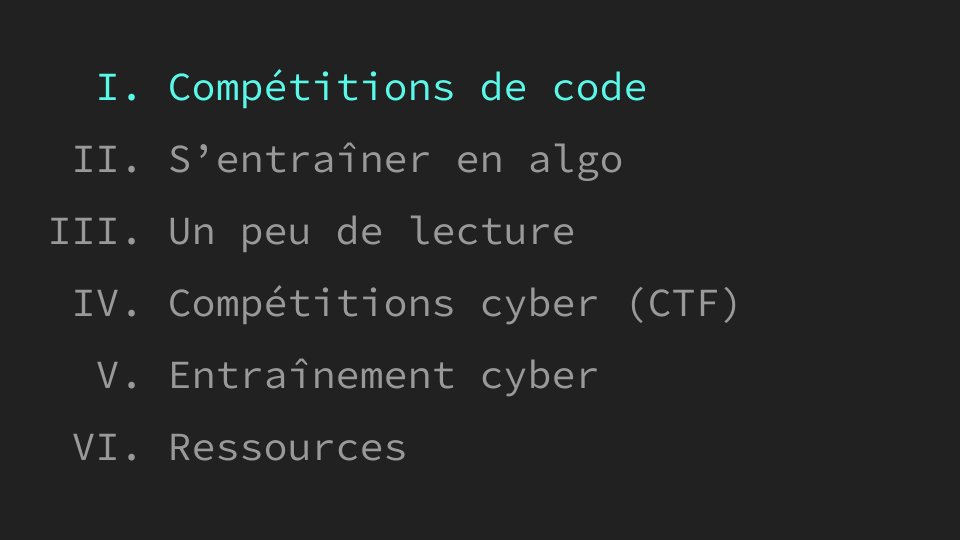 I. Compétitions de code
II. S’entraîner en algo
III. Un peu de lecture
IV. Compétitions cyber (CTF)
V. Entraînement cyber
VI. Ressources